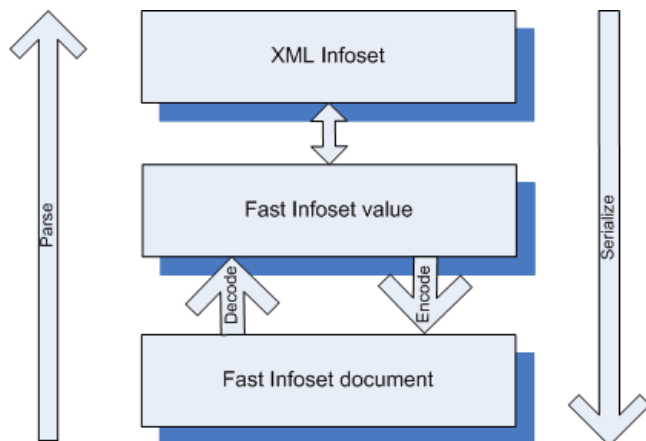 XML Infoset
Parse
Fast Infoset value
Serialize
Decode
Encode
Fast Infoset document